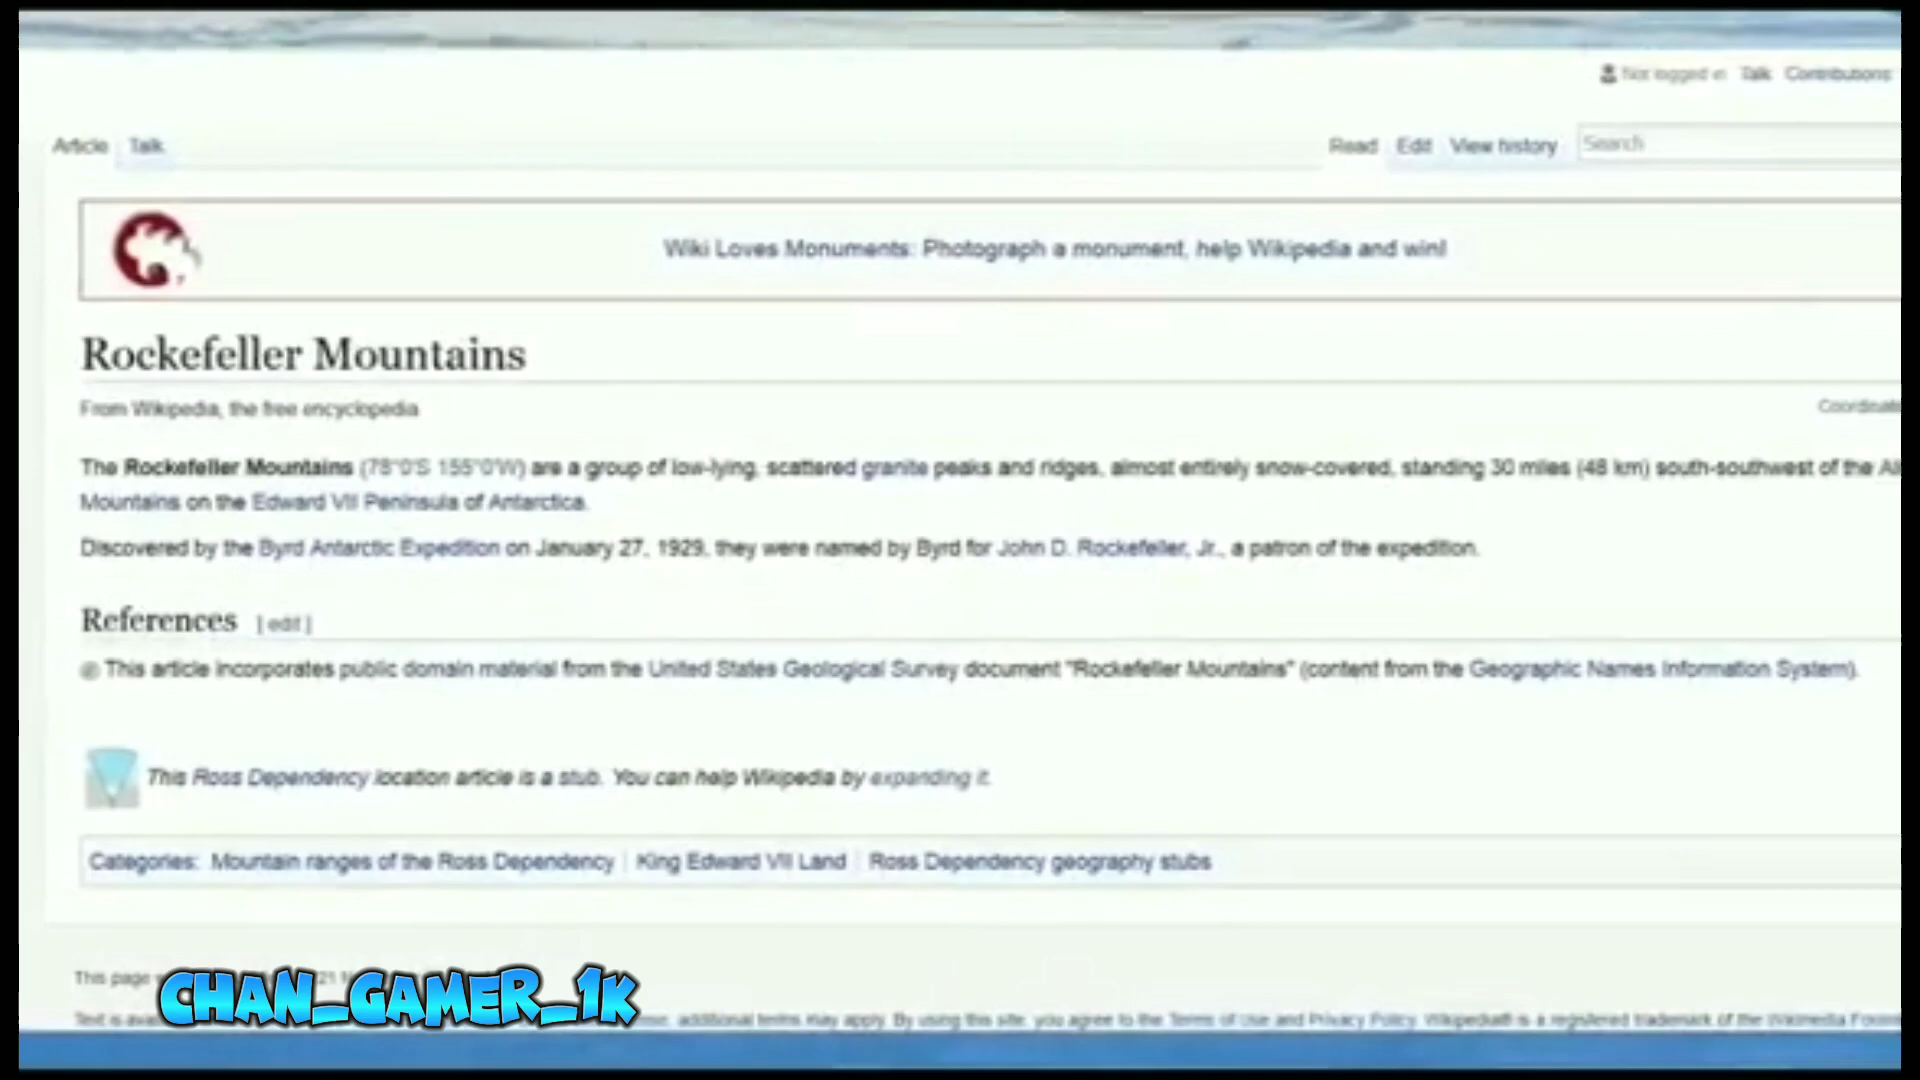 Not logged in Talk Contributions
Article Talk Read Edit View history Search
Wiki Loves Monuments: Photograph a monument, help Wikipedia and win!
Rockefeller Mountains
From Wikipedia, the free encyclopedia
The Rockefeller Mountains (78°0'S 155°0'W) are a group of low-lying, scattered granite peaks and ridges, almost entirely snow-covered, standing 30 miles (48 km) south-southwest of the
Mountains on the Edward VII Peninsula of Antarctica.
Discovered by the Byrd Antarctic Expedition on January 27, 1929, they were named by Byrd for John D. Rockefeller, Jr., a patron of the expedition.
References [ edit ]
This article incorporates public domain material from the United States Geological Survey document "Rockefeller Mountains" (content from the Geographic Names Information System).
This Ross Dependency location article is a stub. You can help Wikipedia by expanding it.
Categories: Mountain ranges of the Ross Dependency King Edward VII Land Ross Dependency geography stubs
This page
CHAN_GAMER_1K
Text is additional terms may apply. By using this site, you agree to the Terms of Use and Privacy Policy. Wikipedia® is a registered trademark of the Wikimedia